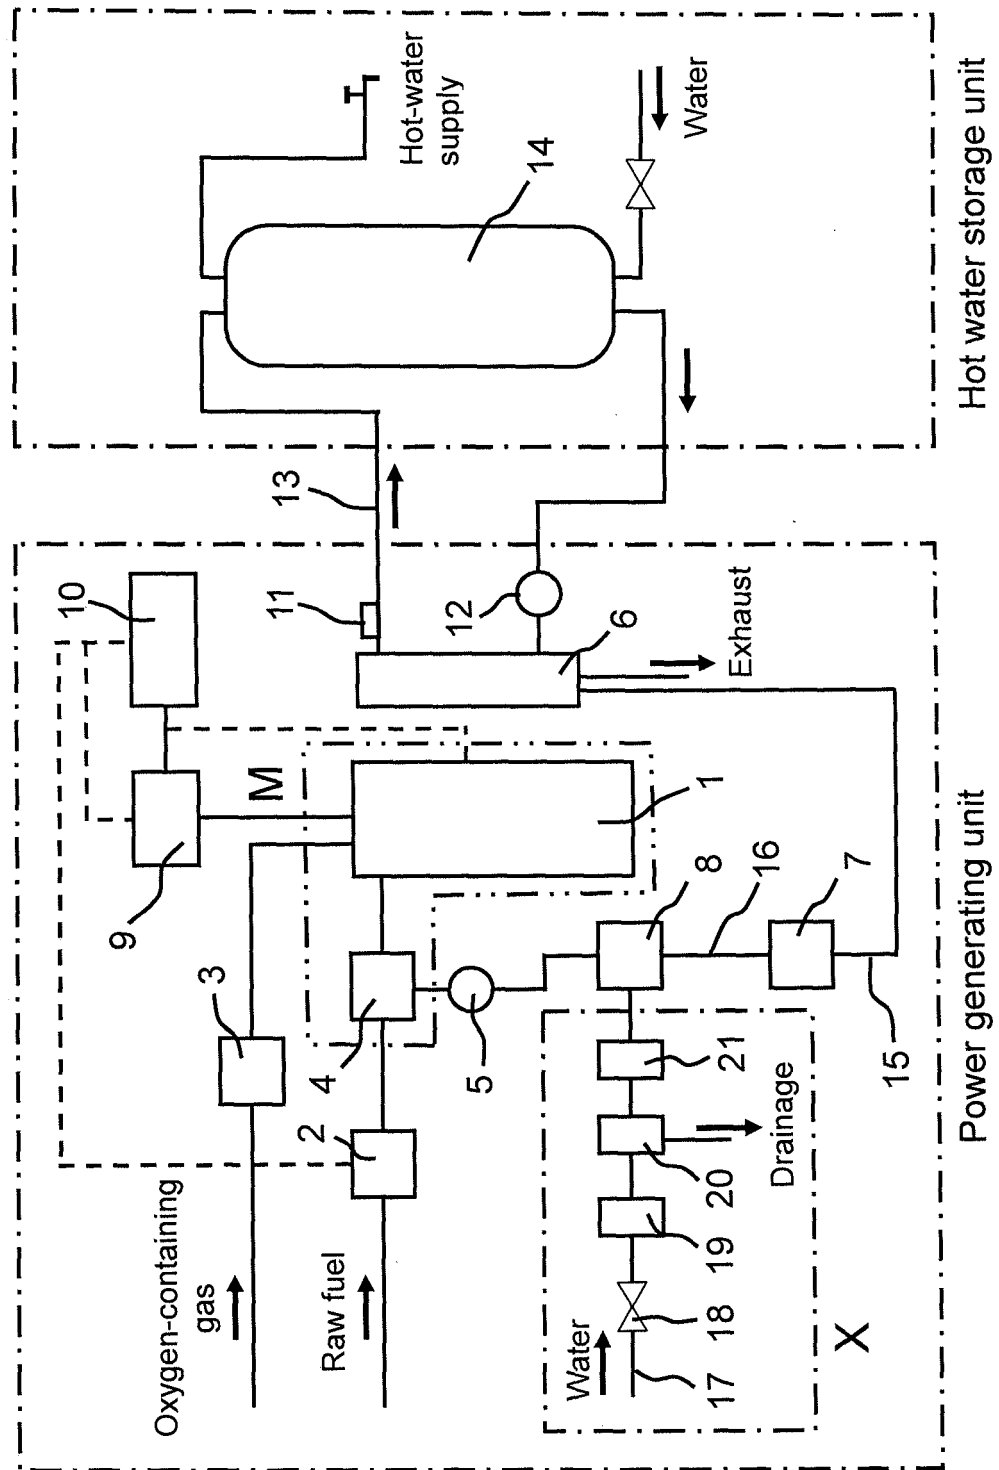 Oxygen-containing
gas
Raw fuel
Water
17
18
19
20
21
Drainage
X
2
3
4
5
9
M
1
8
16
7
15
10
11
12
6
Exhaust
13
Power generating unit
Hot-water
supply
14
Water
Hot water storage unit